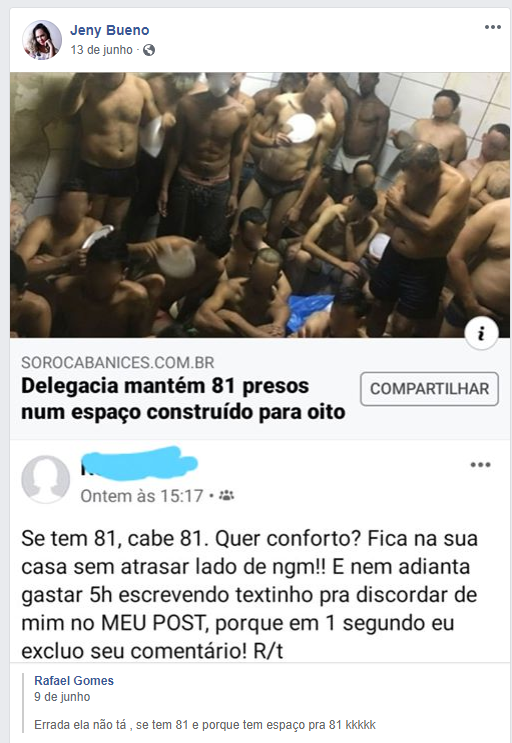 Jeny Bueno
13 de junho
SOROCABANICES.COM.BR
Delegacia mantém 81 presos
num espaço construído para oito
COMPARTILHAR
Ontem às 15:17
Se tem 81, cabe 81. Quer conforto? Fica na sua
casa sem atrasar lado de ngm!! E nem adianta
gastar 5h escrevendo textinho pra discordar de
mim no MEU POST, porque em 1 segundo eu
excluo seu comentário! R/t
Rafael Gomes
9 de junho
Errada ela não tá , se tem 81 e porque tem espaço pra 81 kkkkk